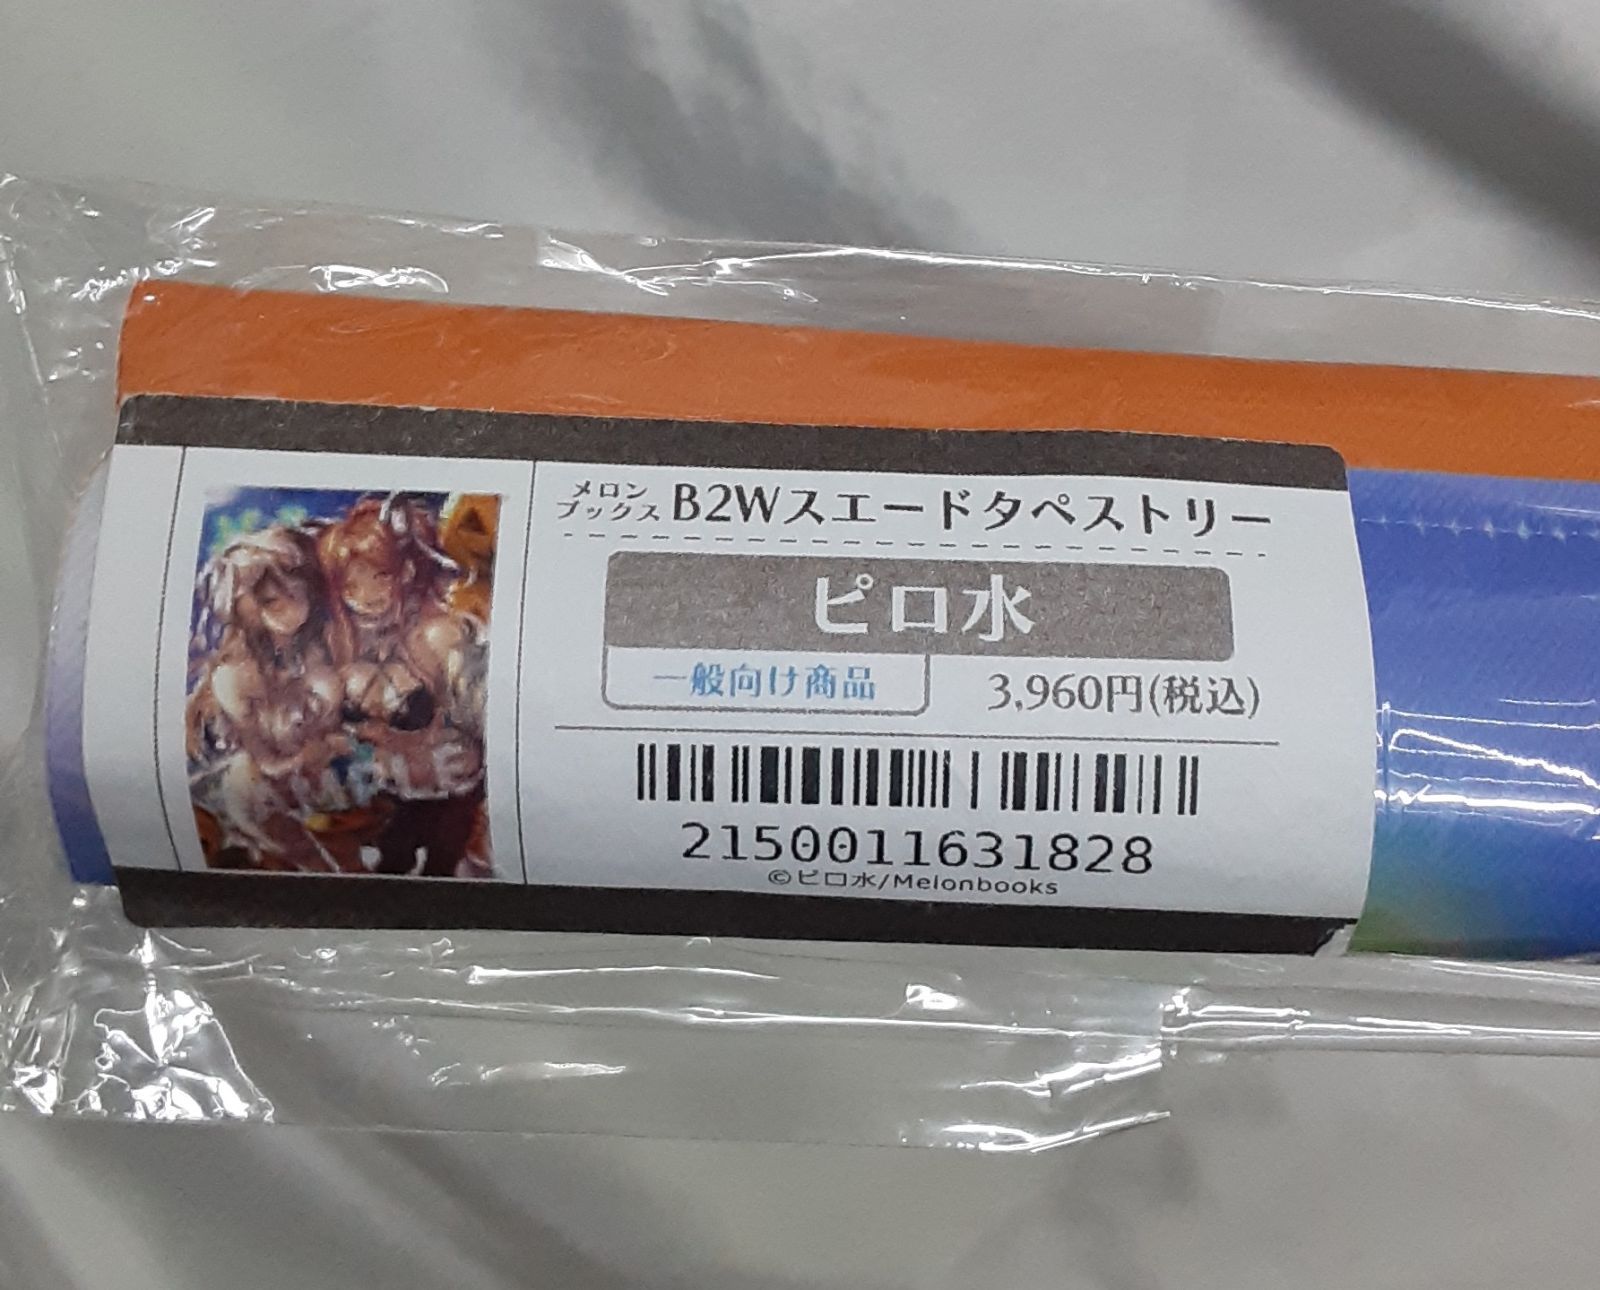 メロンブックス B2Wスエードタペストリー
ピロ水
一般向け商品
3,960円(税込)
2150011631828
©ピロ水/Melonbooks
SAMPLE